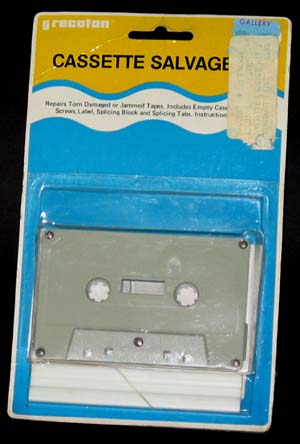 recoton
GALLERY
CASSETTE SALVAGE
Repairs Torn Damaged or Jammed Tapes. Includes Empty Cass
Screws, Label, Splicing Block and Splicing Tabs. Instruction